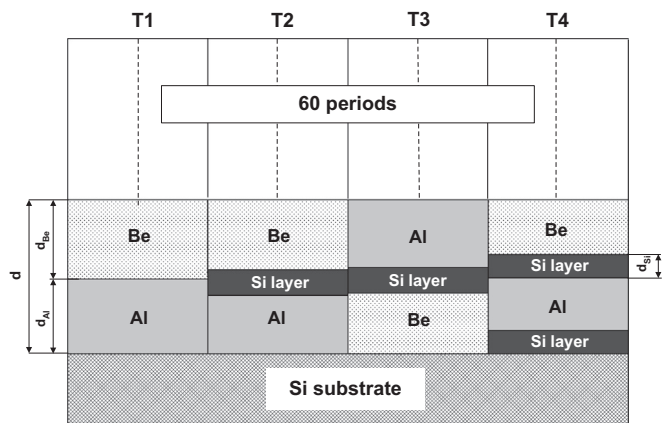 T1 T2 T3 T4
60 periods
Be Be Al Be
Si layer Si layer Si layer
Al Al Be Al
Si layer
Si substrate
d
d_Be
d_Al
d_Si